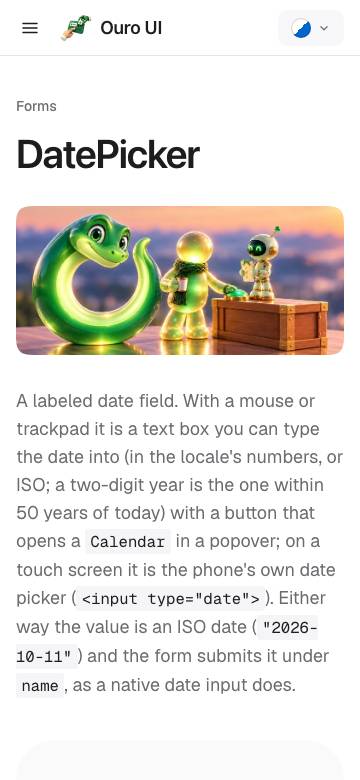 Ouro UI
Forms
DatePicker
A labeled date field. With a mouse or
trackpad it is a text box you can type
the date into (in the locale's numbers, or
ISO; a two-digit year is the one within
50 years of today) with a button that
opens a Calendar in a popover; on a
touch screen it is the phone's own date
picker ( <input type="date"> ). Either
way the value is an ISO date ( "2026-
10-11" ) and the form submits it under
name , as a native date input does.